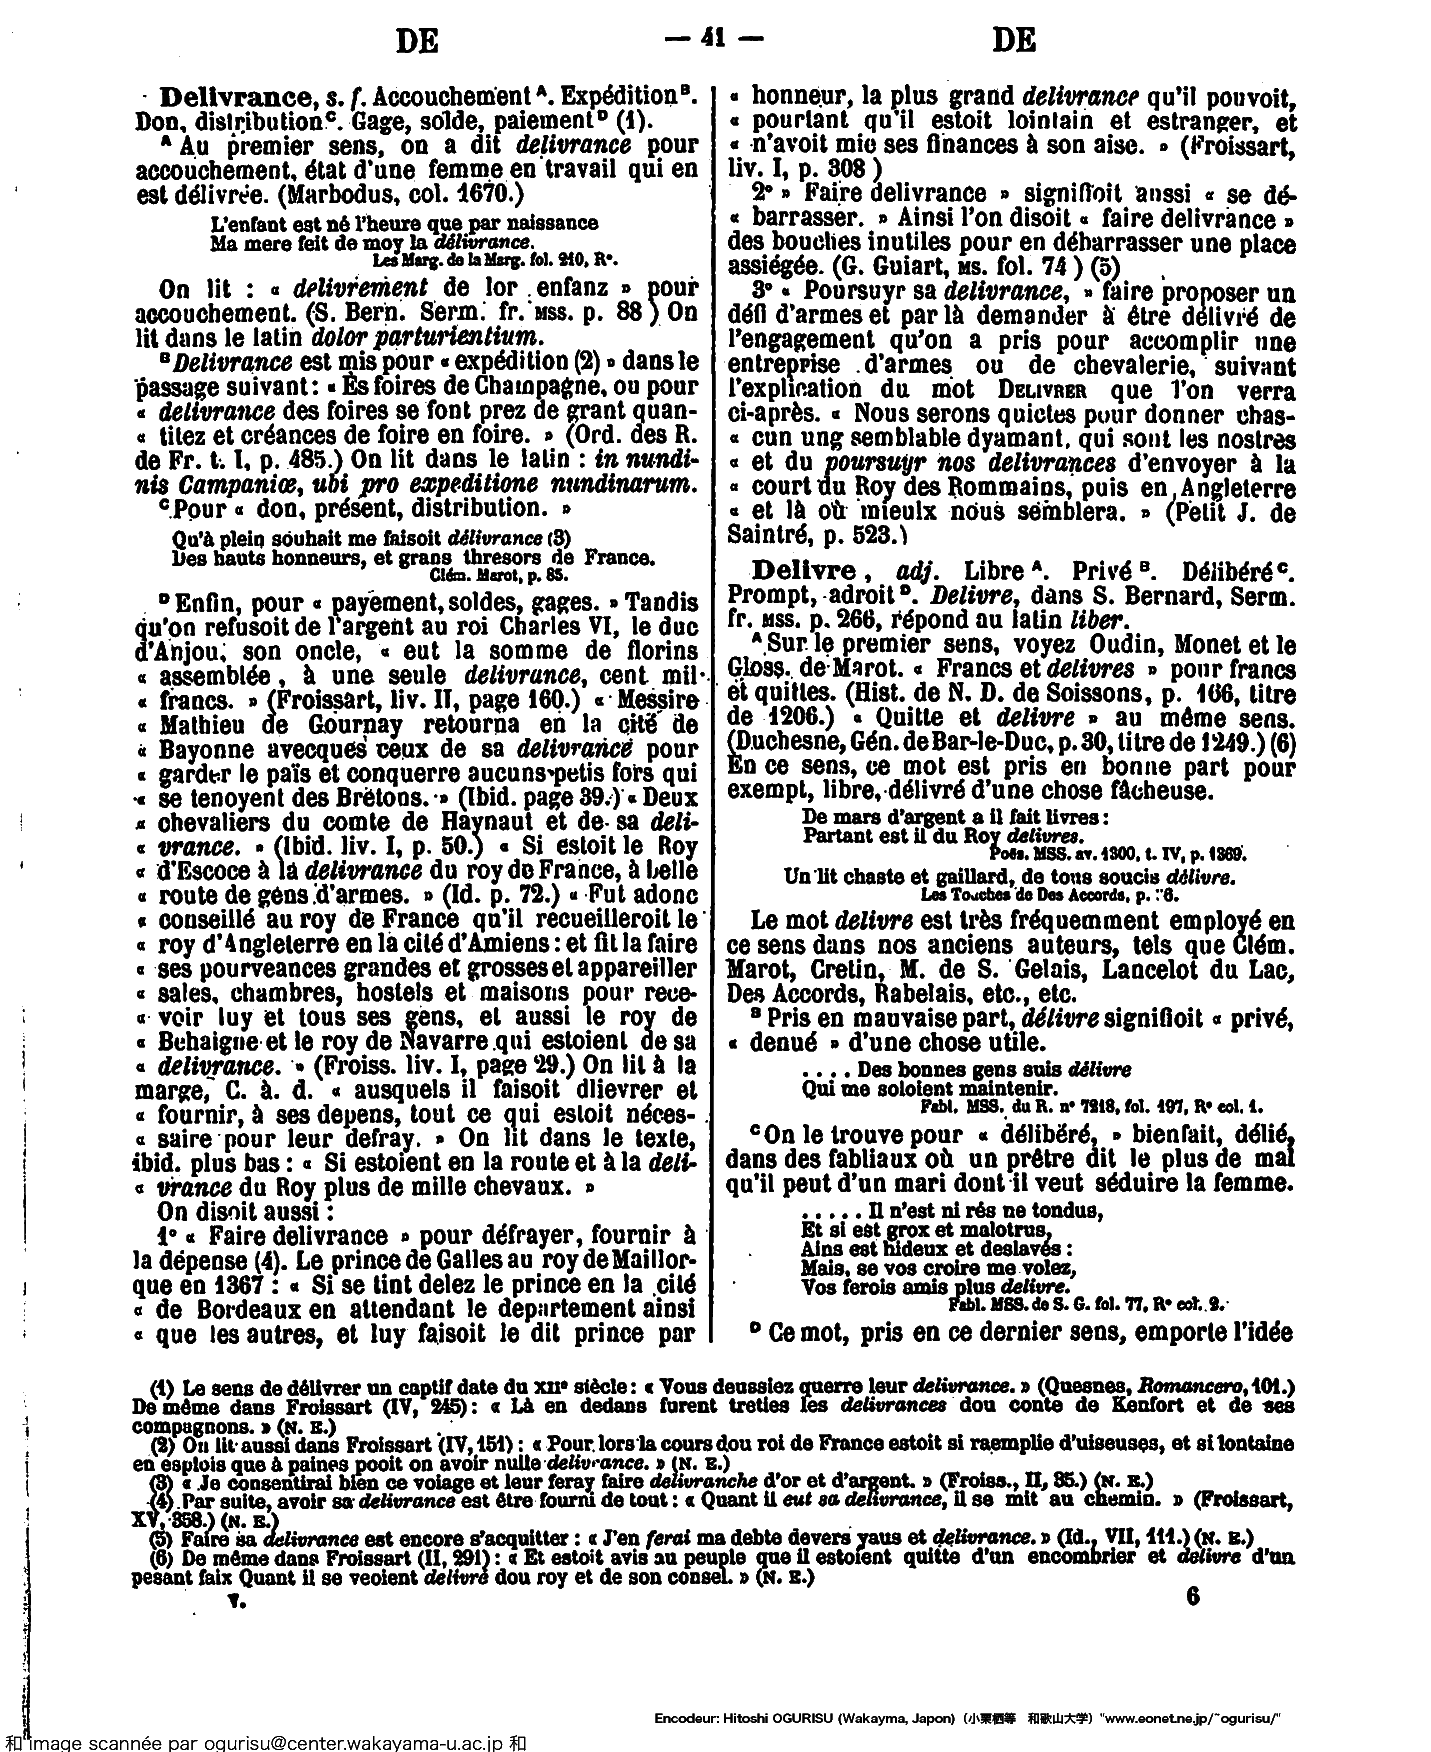 DE — 41 — DE
Delivrance, s. f. Accouchement A. Expédition B.
Don, distribution C. Gage, solde, paiement D (1).
A Au premier sens, on a dit delivrance pour
accouchement, état d'une femme en travail qui en
est délivrée. (Marbodus, col. 1670.)
L'enfant est né l'heure que par naissance
Ma mere feit de moy la délivrance.
Les Marg. de la Marg. fol. 210, R°.
On lit : « delivrement de lor enfanz » pour
accouchement. (S. Bern. Serm. fr. MSS. p. 88 ) On
lit dans le latin dolor parturientium.
B Delivrance est mis pour « expédition (2) » dans le
passage suivant : « Es foires de Champagne, ou pour
« delivrance des foires se font prez de grant quan-
« titez et créances de foire en foire. » (Ord. des R.
de Fr. t. I, p. 485.) On lit dans le latin : in nundi-
nis Campaniæ, ubi pro expeditione nundinarum.
C Pour « don, présent, distribution. »
Qu'à plein souhait me faisoit délivrance (3)
Des hauts honneurs, et grans thresors de France.
Clém. Marot, p. 85.
D Enfin, pour « payement, soldes, gages. » Tandis
qu'on refusoit de l'argent au roi Charles VI, le duc
d'Anjou, son oncle, « eut la somme de florins
« assemblée, à une seule delivrance, cent mil
« francs. » (Froissart, liv. II, page 160.) « Messire
« Mathieu de Gournay retourna en la cité de
« Bayonne avecques ceux de sa delivrance pour
« garder le païs et conquerre aucuns petis fors qui
« se tenoyent des Bretons. » (Ibid. page 39.) « Deux
« chevaliers du comte de Haynaut et de sa deli-
« vrance. » (Ibid. liv. I, p. 50.) « Si estoit le Roy
« d'Escoce à la delivrance du roy de France, à belle
« route de gens d'armes. » (Id. p. 72.) « Fut adonc
« conseillé au roy de France qu'il recueilleroit le
« roy d'Angleterre en la cité d'Amiens : et fit la faire
« ses pourveances grandes et grosses et appareiller
« sales, chambres, hostels et maisons pour rece-
« voir luy et tous ses gens, et aussi le roy de
« Behaigne et le roy de Navarre qui estoient de sa
« delivrance. » (Froiss. liv. I, page 29.) On lit à la
marge, C. à. d. « ausquels il faisoit dlievrer et
« fournir, à ses depens, tout ce qui estoit néces-
« saire pour leur defray. » On lit dans le texte,
ibid. plus bas : « Si estoient en la route et à la deli-
« vrance du Roy plus de mille chevaux. »
On disoit aussi :
1° « Faire delivrance » pour défrayer, fournir à
la dépense (4). Le prince de Galles au roy de Maillor-
que en 1367 : « Si se tint delez le prince en la cité
« de Bordeaux en attendant le departement ainsi
« que les autres, et luy faisoit le dit prince par
« honneur, la plus grand delivrance qu'il pouvoit,
« pourtant qu'il estoit lointain et estranger, et
« n'avoit mie ses finances à son aise. » (Froissart,
liv. I, p. 308 )
2° » Faire delivrance » signifioit aussi « se dé-
« barrasser. » Ainsi l'on disoit « faire delivrance »
des bouches inutiles pour en débarrasser une place
assiégée. (G. Guiart, MS. fol. 74 ) (5)
3° « Poursuyr sa delivrance, » faire proposer un
défi d'armes et par là demander à être délivré de
l'engagement qu'on a pris pour accomplir une
entreprise d'armes ou de chevalerie, suivant
l'explication du mot DELIVRER que l'on verra
ci-après. « Nous serons quictes pour donner chas-
« cun ung semblable dyamant, qui sont les nostres
« et du poursuyr nos delivrances d'envoyer à la
« court du Roy des Rommains, puis en Angleterre
« et là où mieulx nous semblera. » (Petit J. de
Saintré, p. 523.)
Delivre, adj. Libre A. Privé B. Délibéré C.
Prompt, adroit D. Delivre, dans S. Bernard, Serm.
fr. MSS. p. 266, répond au latin liber.
A Sur le premier sens, voyez Oudin, Monet et le
Gloss. de Marot. « Francs et delivres » pour francs
et quittes. (Hist. de N. D. de Soissons, p. 166, titre
de 1206.) « Quitte et delivre » au même sens.
(Duchesne, Gén. de Bar-le-Duc, p. 30, titre de 1249.) (6)
En ce sens, ce mot est pris en bonne part pour
exempt, libre, délivré d'une chose fâcheuse.
De mars d'argent a il fait livres :
Partant est il du Roy delivres.
Poës. MSS. av. 1300, t. IV, p. 1369.
Un lit chaste et gaillard, de tous soucis délivre.
Les Touches de Des Accords, p. 6.
Le mot delivre est très fréquemment employé en
ce sens dans nos anciens auteurs, tels que Clém.
Marot, Cretin, M. de S. Gelais, Lancelot du Lac,
Des Accords, Rabelais, etc., etc.
B Pris en mauvaise part, délivre signifioit « privé,
« denué » d'une chose utile.
. . . . Des bonnes gens suis délivre
Qui me soloient maintenir.
Fabl. MSS. du R. n° 7218, fol. 197, R° col. 1.
C On le trouve pour « délibéré, » bienfait, délié,
dans des fabliaux où un prêtre dit le plus de mal
qu'il peut d'un mari dont il veut séduire la femme.
. . . . . Il n'est ni rés ne tondus,
Et si est grox et malotrus,
Ains est hideux et deslavés :
Mais, se vos croire me volez,
Vos ferois amis plus delivre.
Fabl. MSS. de S. G. fol. 77, R° col. 2.
D Ce mot, pris en ce dernier sens, emporte l'idée
(1) Le sens de délivrer un captif date du XIIe siècle : « Vous deussiez querre leur delivrance. » (Quesnes, Romancero, 101.)
De même dans Froissart (IV, 245) : « Là en dedans furent treties les delivrances dou conte de Kenfort et de ses
compagnons. » (N. E.)
(2) On lit aussi dans Froissart (IV, 151) : « Pour lors la cours dou roi de France estoit si raemplie d'uiseuses, et si lontaine
en esplois que à paines pooit on avoir nulle delivrance. » (N. E.)
(3) « Je consentirai bien ce voiage et leur feray faire delivranche d'or et d'argent. » (Froiss., II, 85.) (N. E.)
(4) Par suite, avoir sa delivrance est être fourni de tout : « Quant il eut sa delivrance, il se mit au chemin. » (Froissart,
XV, 358.) (N. E.)
(5) Faire sa delivrance est encore s'acquitter : « J'en ferai ma debte devers vaus et delivrance. » (Id., VII, 111.) (N. E.)
(6) De même dans Froissart (II, 291) : « Et estoit avis au peuple que il estoient quitte d'un encombrier et delivre d'un
pesant faix Quant il se veoient delivré dou roy et de son consel. » (N. E.)
V. 6
Encodeur: Hitoshi OGURISU (Wakayma, Japon) (小栗栖等 和歌山大学) "www.eonet.ne.jp/~ogurisu/"
和 image scannée par ogurisu@center.wakayama-u.ac.jp 和